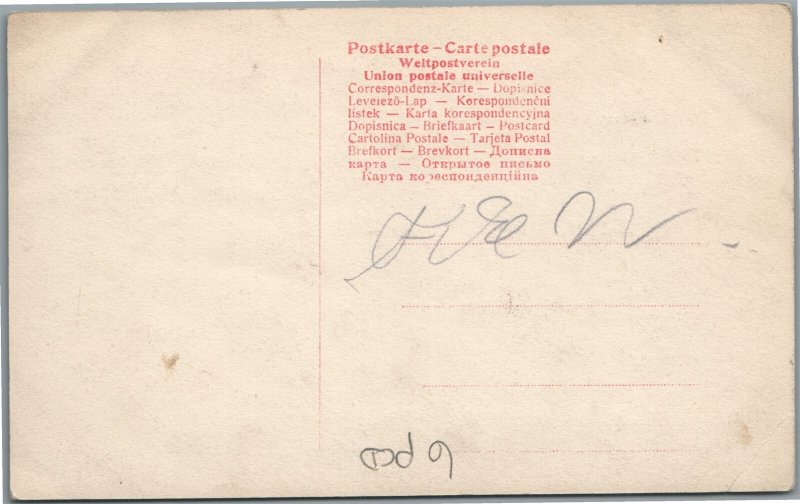 Postkarte – Carte postale
Weltpostverein
Union postale universelle
Correspondenz-Karte — Dopisnice
Levelező-Lap — Korespondenční
lístek — Karta korespondencyjna
Dopisnica — Briefkaart — Postcard
Cartolina Postale — Tarjeta Postal
Brefkort — Brevkort — Дописна
карта — Открытое письмо
Карта кореспонденційна